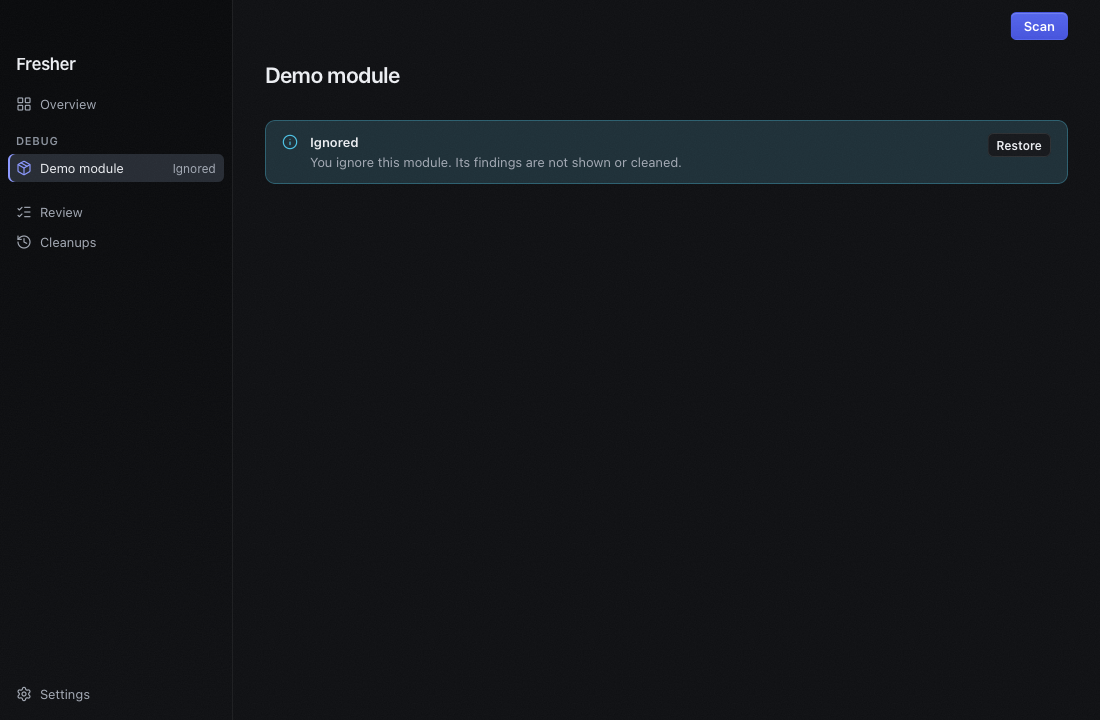 Scan
Fresher
Demo module
Overview
DEBUG
Demo module Ignored
Ignored
You ignore this module. Its findings are not shown or cleaned.
Restore
Review
Cleanups
Settings